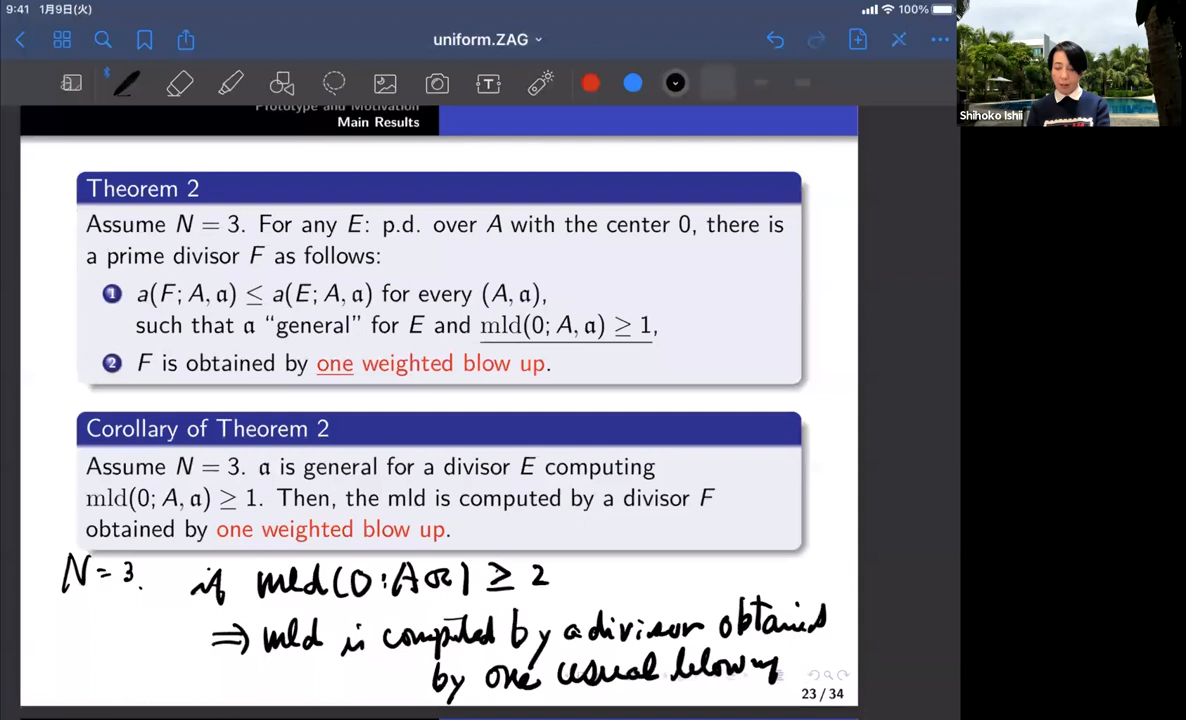 9:41 1月9日(火)
100%
uniform.ZAG
Shihoko Ishii
Prototype and Motivation
Main Results
Theorem 2
Assume N = 3. For any E: p.d. over A with the center 0, there is
a prime divisor F as follows:
1 a(F; A, 𝔞) ≤ a(E; A, 𝔞) for every (A, 𝔞),
such that 𝔞 "general" for E and mld(0; A, 𝔞) ≥ 1,
2 F is obtained by one weighted blow up.
Corollary of Theorem 2
Assume N = 3. 𝔞 is general for a divisor E computing
mld(0; A, 𝔞) ≥ 1. Then, the mld is computed by a divisor F
obtained by one weighted blow up.
N = 3. if mld(0:A𝔞) ≥ 2
⇒ mld is computed by a divisor obtained
by one usual blow up
23 / 34